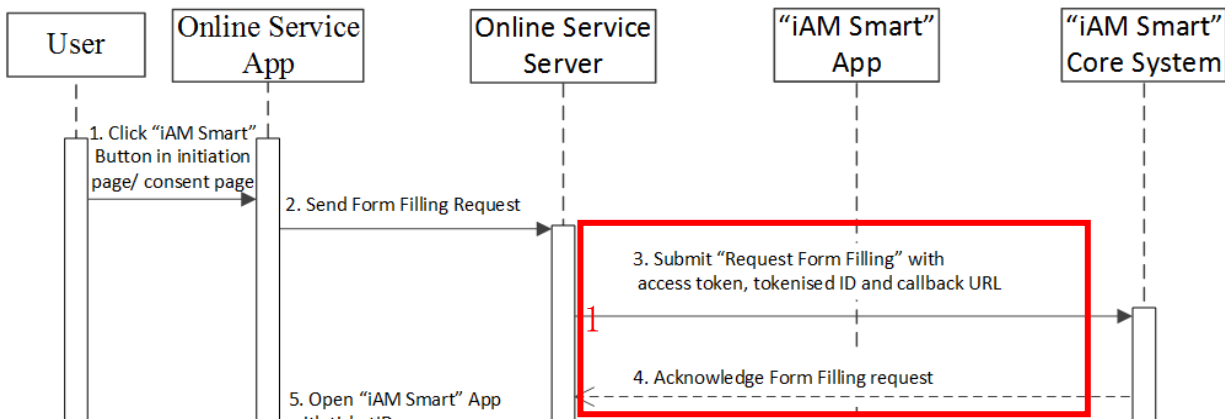 User
Online Service
App
Online Service
Server
“iAM Smart”
App
“iAM Smart”
Core System
1. Click “iAM Smart”
Button in initiation
page/ consent page
2. Send Form Filling Request
3. Submit “Request Form Filling” with
access token, tokenised ID and callback URL
1
4. Acknowledge Form Filling request
5. Open “iAM Smart” App